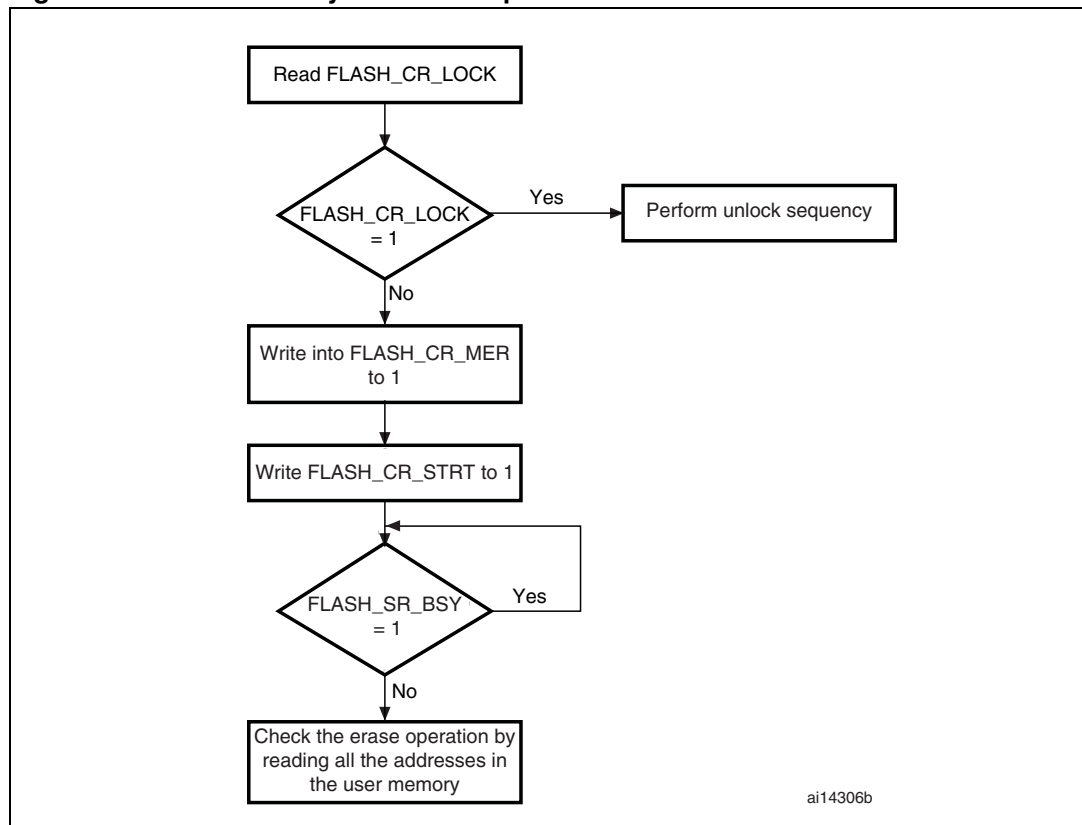 Read FLASH_CR_LOCK
FLASH_CR_LOCK
= 1
Yes
Perform unlock sequency
No
Write into FLASH_CR_MER
to 1
Write FLASH_CR_STRT to 1
FLASH_SR_BSY
= 1
Yes
No
Check the erase operation by
reading all the addresses in
the user memory
ai14306b